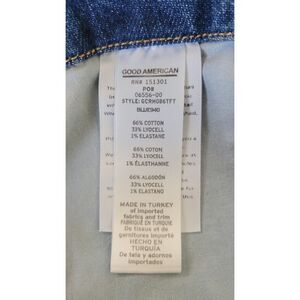 GOOD AMERICAN
RN# 151301
PO#
06556-00
STYLE: GCRHGB6TFT
BLUE940
66% COTTON
33% LYOCELL
1% ELASTANE
66% COTON
33% LYOCELL
1% ÉLASTHANNE
66% ALGODÓN
33% LYOCELL
1% ELASTANO
MADE IN TURKEY
of imported
fabrics and trim
FABRIQUÉ EN TURQUIE
De tissus et de
garnitures importés
HECHO EN
TURQUÍA
De tela y adornos
importados